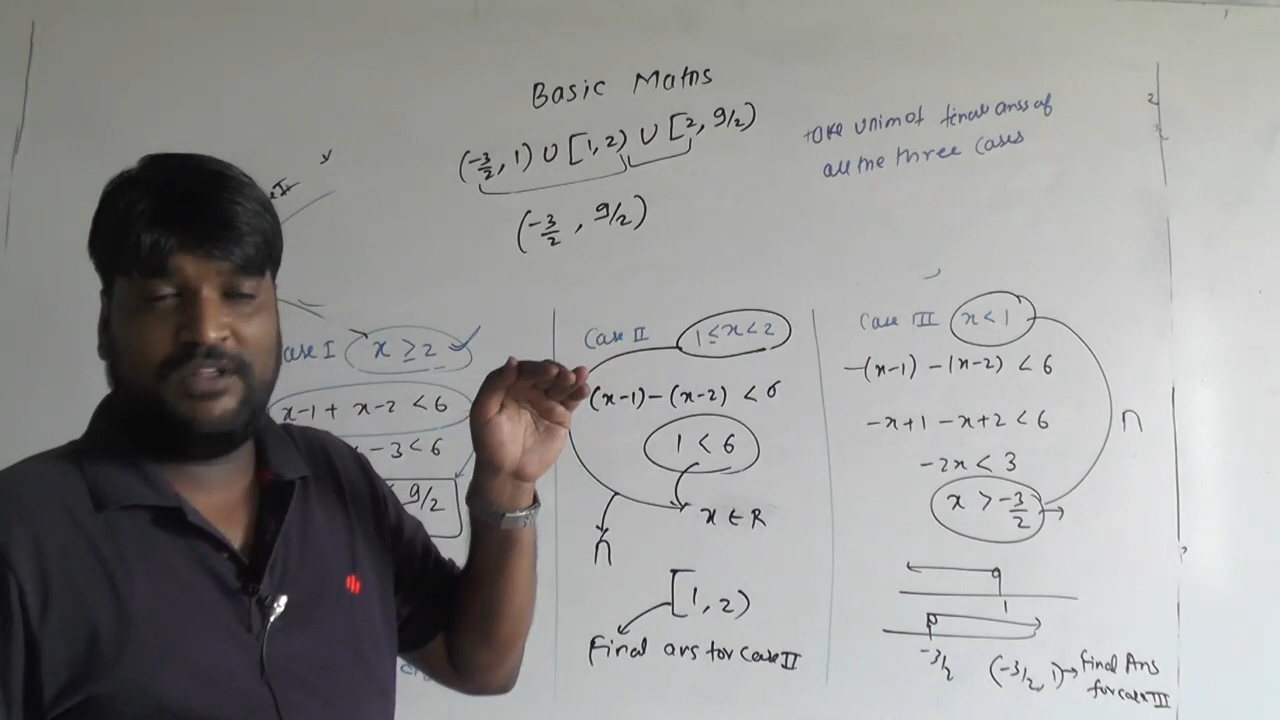 Basic Maths
(-3/2, 1) ∪ [1, 2) ∪ [2, 9/2)
(-3/2, 9/2)
take union of final anss of
all the three cases
ase I x ≥ 2
x-1 + x-2 < 6
- 3 < 6
9/2
Case II 1 ≤ x < 2
(x-1) - (x-2) < 6
1 < 6
x ∈ R
∩
[1, 2)
Final ans for Case II
Case III x < 1
-(x-1) - (x-2) < 6
-x+1 -x+2 < 6
-2x < 3
x > -3/2
∩
1
-3/2
(-3/2, 1) → Final Ans
for case III